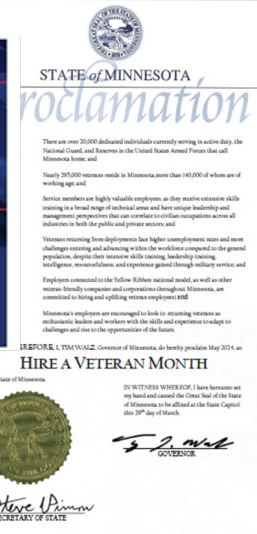 STATE of MINNESOTA
roclamation
There are over 20,000 dedicated individuals currently serving in active duty, the
National Guard, and Reserves in the United States Armed Forces that call
Minnesota home; and
Nearly 295,000 veterans reside in Minnesota, more than 140,000 of whom are of
working age; and
Service members are highly valuable employees, as they receive extensive skills
training in a broad range of technical areas and have unique leadership and
management perspectives that can correlate to civilian occupations across all
industries in both the public and private sectors; and
Veterans returning from deployments face higher unemployment rates and more
challenges entering and advancing within the workforce compared to the general
population, despite their intensive skills training, leadership training,
intelligence, resourcefulness, and experience gained through military service; and
Employers connected to the Yellow Ribbon national model, as well as other
veteran-friendly companies and corporations throughout Minnesota, are
committed to hiring and uplifting veteran employees; and
Minnesota's employers are encouraged to look to returning veterans as
enthusiastic leaders and workers with the skills and experience to adapt to
challenges and rise to the opportunities of the future.
EREFORE, I, TIM WALZ, Governor of Minnesota, do hereby proclaim May 2024, as:
HIRE A VETERAN MONTH
tate of Minnesota.
IN WITNESS WHEREOF, I have hereunto set
my hand and caused the Great Seal of the State
of Minnesota to be affixed at the State Capitol
this 29th day of March.
GOVERNOR
Steve Simon
ECRETARY OF STATE